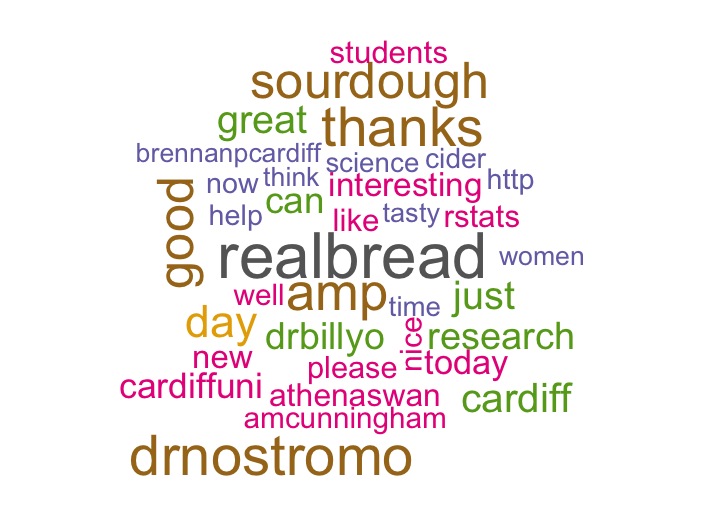 students
sourdough
great thanks
brennanpcardiff science cider
now think interesting http
good can
help like tasty rstats
realbread women
well amp time just
day drbillyo nice research
new please today
cardiffuni athenaswan cardiff
amcunningham
drnostromo